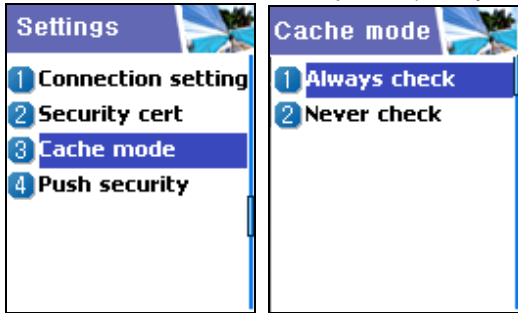 Settings
1 Connection setting
2 Security cert
3 Cache mode
4 Push security
Cache mode
1 Always check
2 Never check